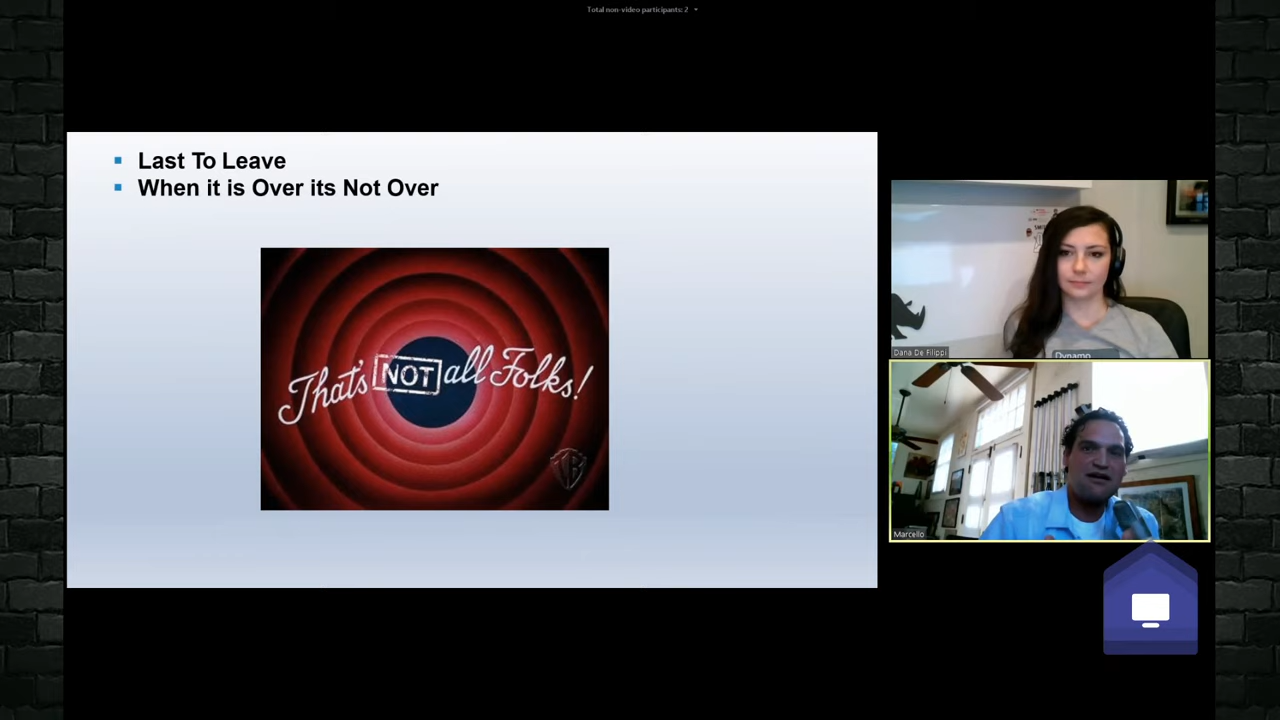 Total non-video participants: 2
Last To Leave
When it is Over its Not Over
That's NOT all Folks!
WB
Dana De Filippi
Dynamo
Marcello